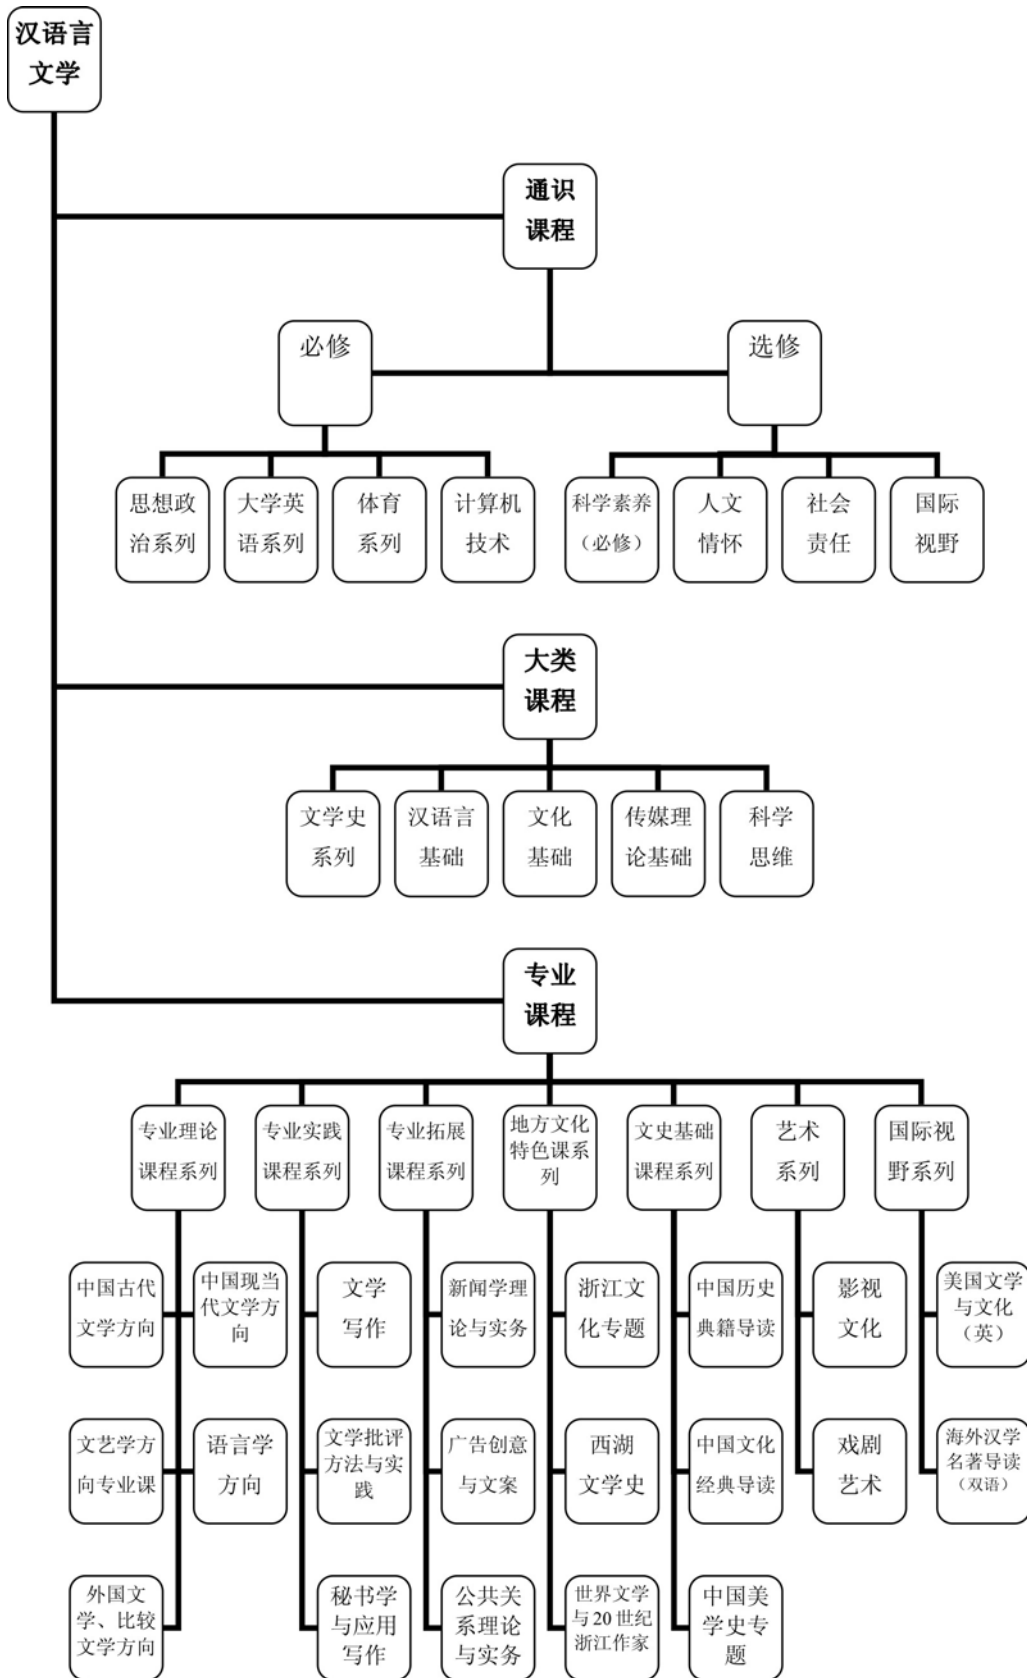 汉语言
文学
通识
课程
必修
选修
思想政
治系列
大学英
语系列
体育
系列
计算机
技术
科学素养
（必修）
人文
情怀
社会
责任
国际
视野
大类
课程
文学史
系列
汉语言
基础
文化
基础
传媒理
论基础
科学
思维
专业
课程
专业理论
课程系列
专业实践
课程系列
专业拓展
课程系列
地方文化
特色课系
列
文史基础
课程系列
艺术
系列
国际视
野系列
中国古代
文学方向
中国现当
代文学方
向
文学
写作
新闻学理
论与实务
浙江文
化专题
中国历史
典籍导读
影视
文化
美国文学
与文化
（英）
文艺学方
向专业课
语言学
方向
文学批评
方法与实
践
广告创意
与文案
西湖
文学史
中国文化
经典导读
戏剧
艺术
海外汉学
名著导读
（双语）
外国文
学、比较
文学方向
秘书学
与应用
写作
公共关
系理论
与实务
世界文学
与20世纪
浙江作家
中国美
学史专
题